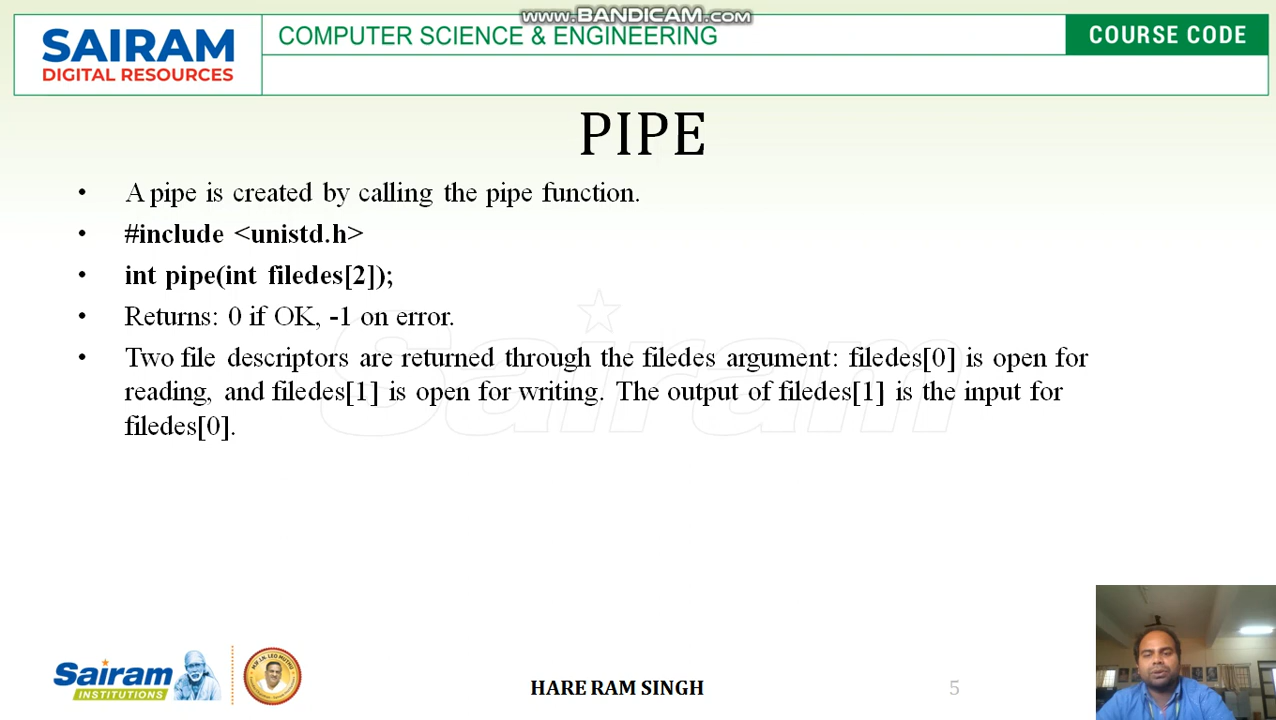 www.BANDICAM.com
SAIRAM
DIGITAL RESOURCES
COMPUTER SCIENCE & ENGINEERING
COURSE CODE
PIPE
• A pipe is created by calling the pipe function.
• #include <unistd.h>
• int pipe(int filedes[2]);
• Returns: 0 if OK, -1 on error.
• Two file descriptors are returned through the filedes argument: filedes[0] is open for
reading, and filedes[1] is open for writing. The output of filedes[1] is the input for
filedes[0].
Sairam
Sairam
INSTITUTIONS
HARE RAM SINGH
5